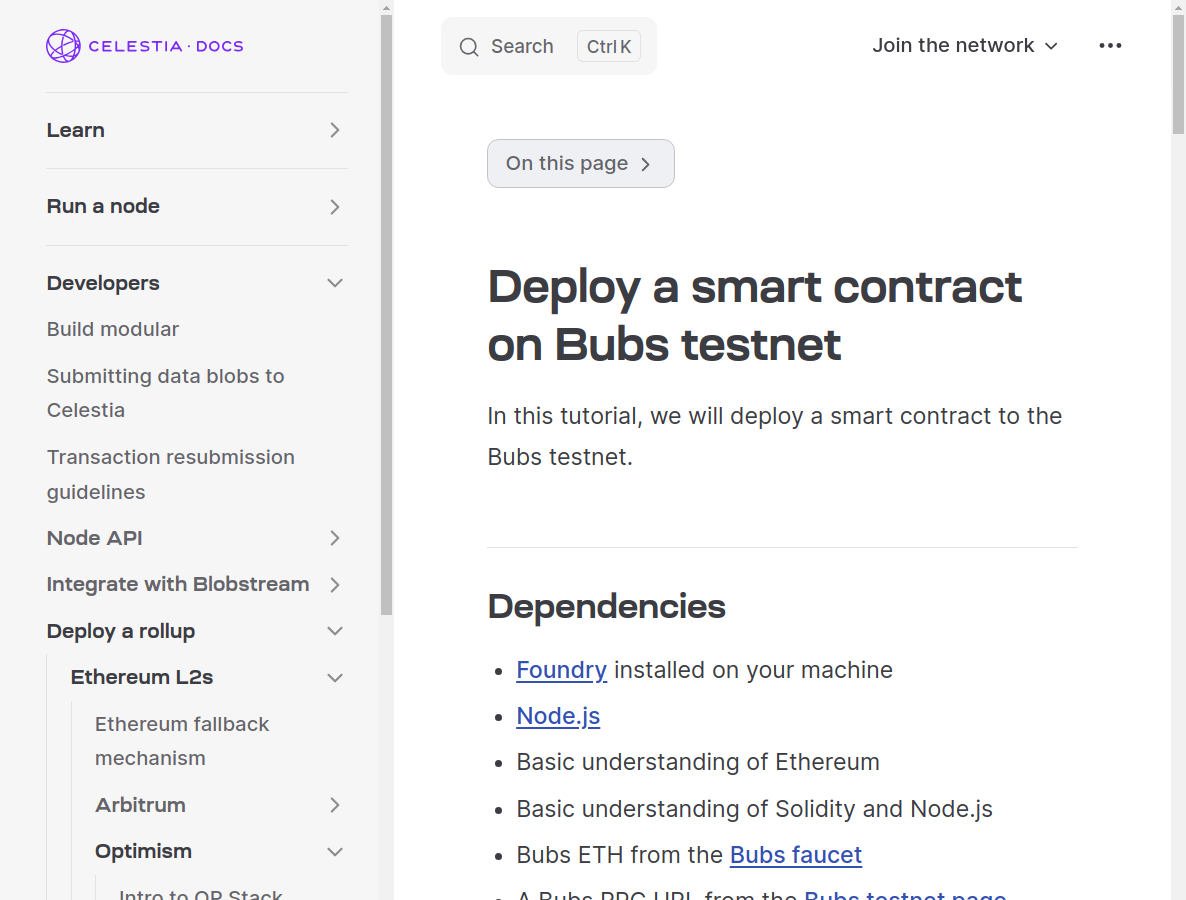 CELESTIA · DOCS
Learn
Run a node
Developers
Build modular
Submitting data blobs to
Celestia
Transaction resubmission
guidelines
Node API
Integrate with Blobstream
Deploy a rollup
Ethereum L2s
Ethereum fallback
mechanism
Arbitrum
Optimism
Intro to OP Stack
Search
Ctrl K
Join the network
On this page
Deploy a smart contract
on Bubs testnet
In this tutorial, we will deploy a smart contract to the
Bubs testnet.
Dependencies
• Foundry installed on your machine
• Node.js
• Basic understanding of Ethereum
• Basic understanding of Solidity and Node.js
• Bubs ETH from the Bubs faucet
• A Bubs RPC URL from the Bubs testnet page